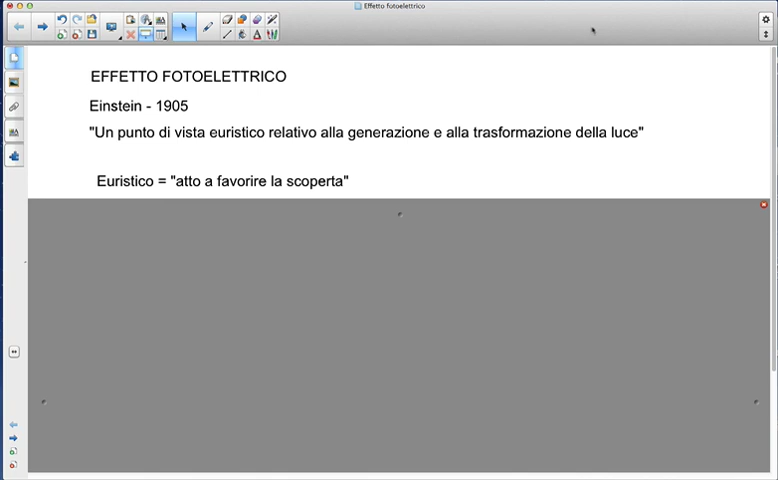 Effetto fotoelettrico
EFFETTO FOTOELETTRICO
Einstein - 1905
"Un punto di vista euristico relativo alla generazione e alla trasformazione della luce"
Euristico = "atto a favorire la scoperta"